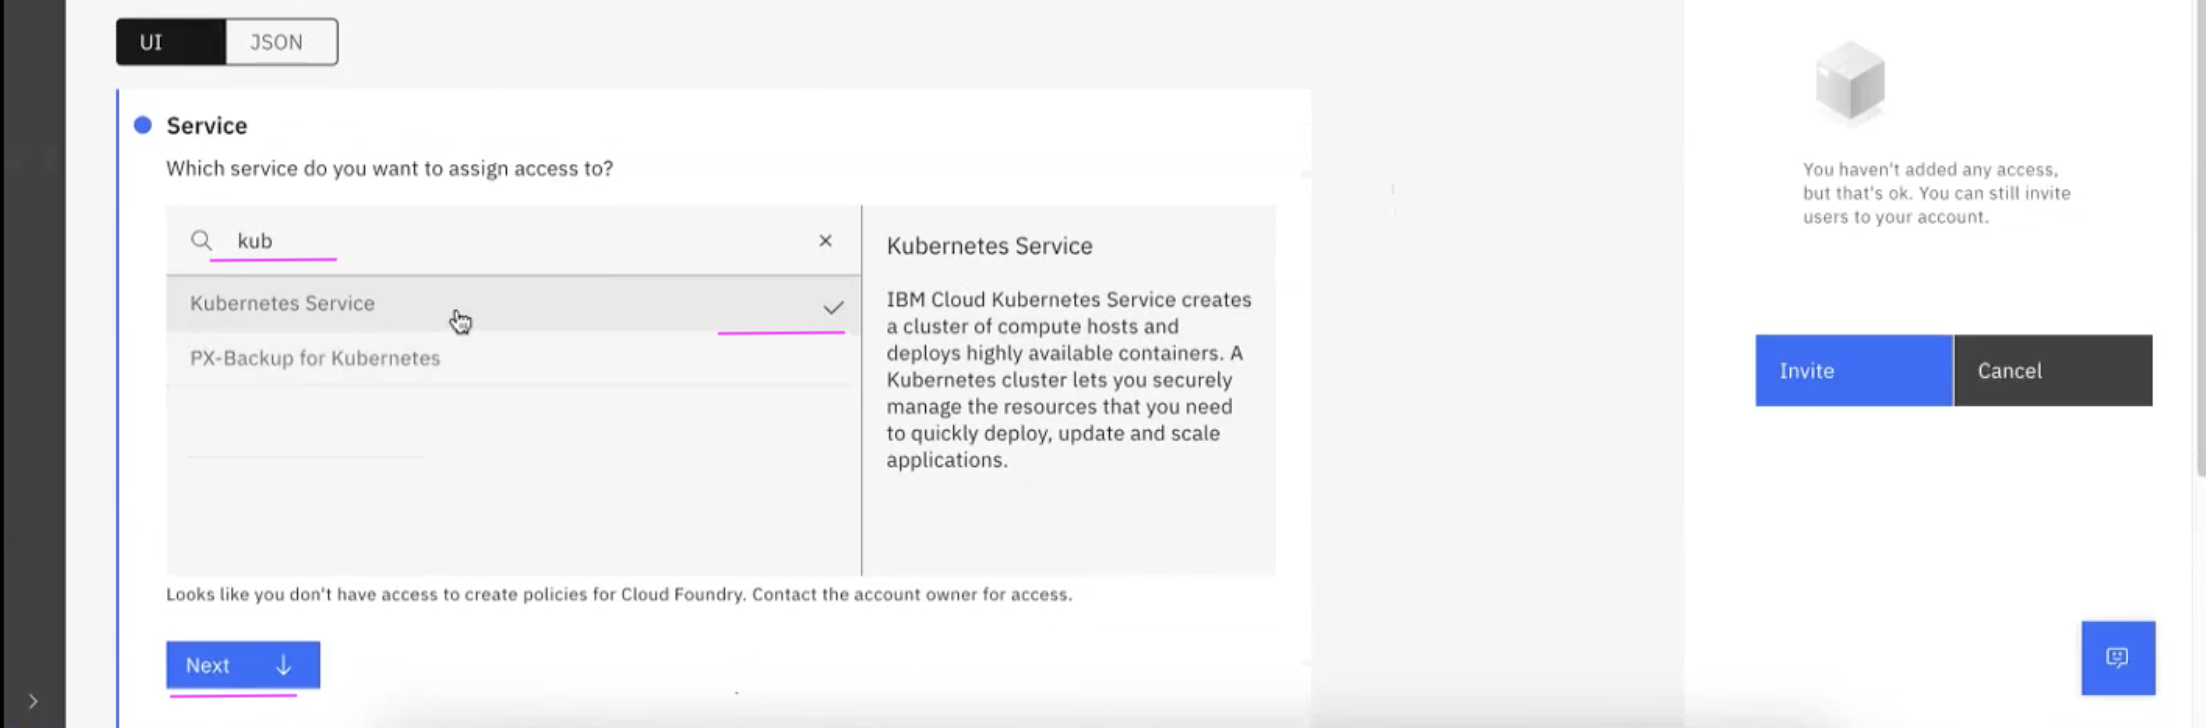 UI
JSON
Service
Which service do you want to assign access to?
kub
Kubernetes Service
PX-Backup for Kubernetes
Kubernetes Service
IBM Cloud Kubernetes Service creates
a cluster of compute hosts and
deploys highly available containers. A
Kubernetes cluster lets you securely
manage the resources that you need
to quickly deploy, update and scale
applications.
Looks like you don't have access to create policies for Cloud Foundry. Contact the account owner for access.
Next
You haven't added any access,
but that's ok. You can still invite
users to your account.
Invite
Cancel